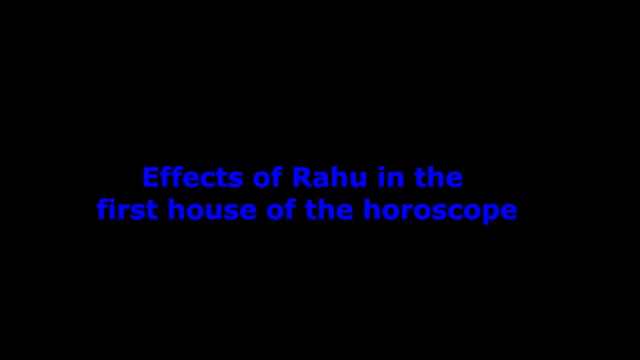 Effects of Rahu in the
first house of the horoscope